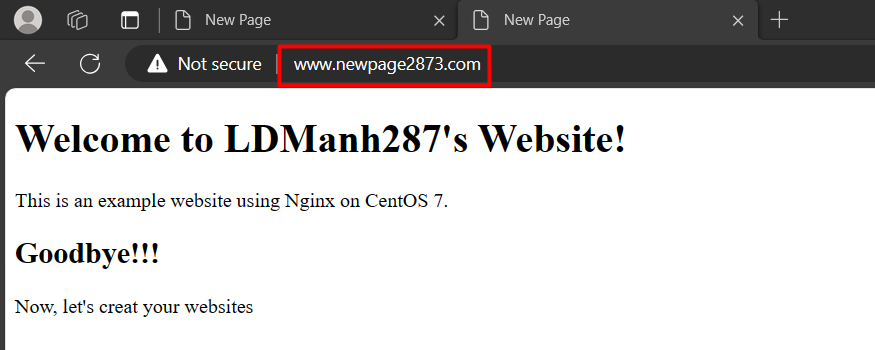 New Page
New Page
Not secure
www.newpage2873.com
Welcome to LDManh287's Website!
This is an example website using Nginx on CentOS 7.
Goodbye!!!
Now, let's creat your websites